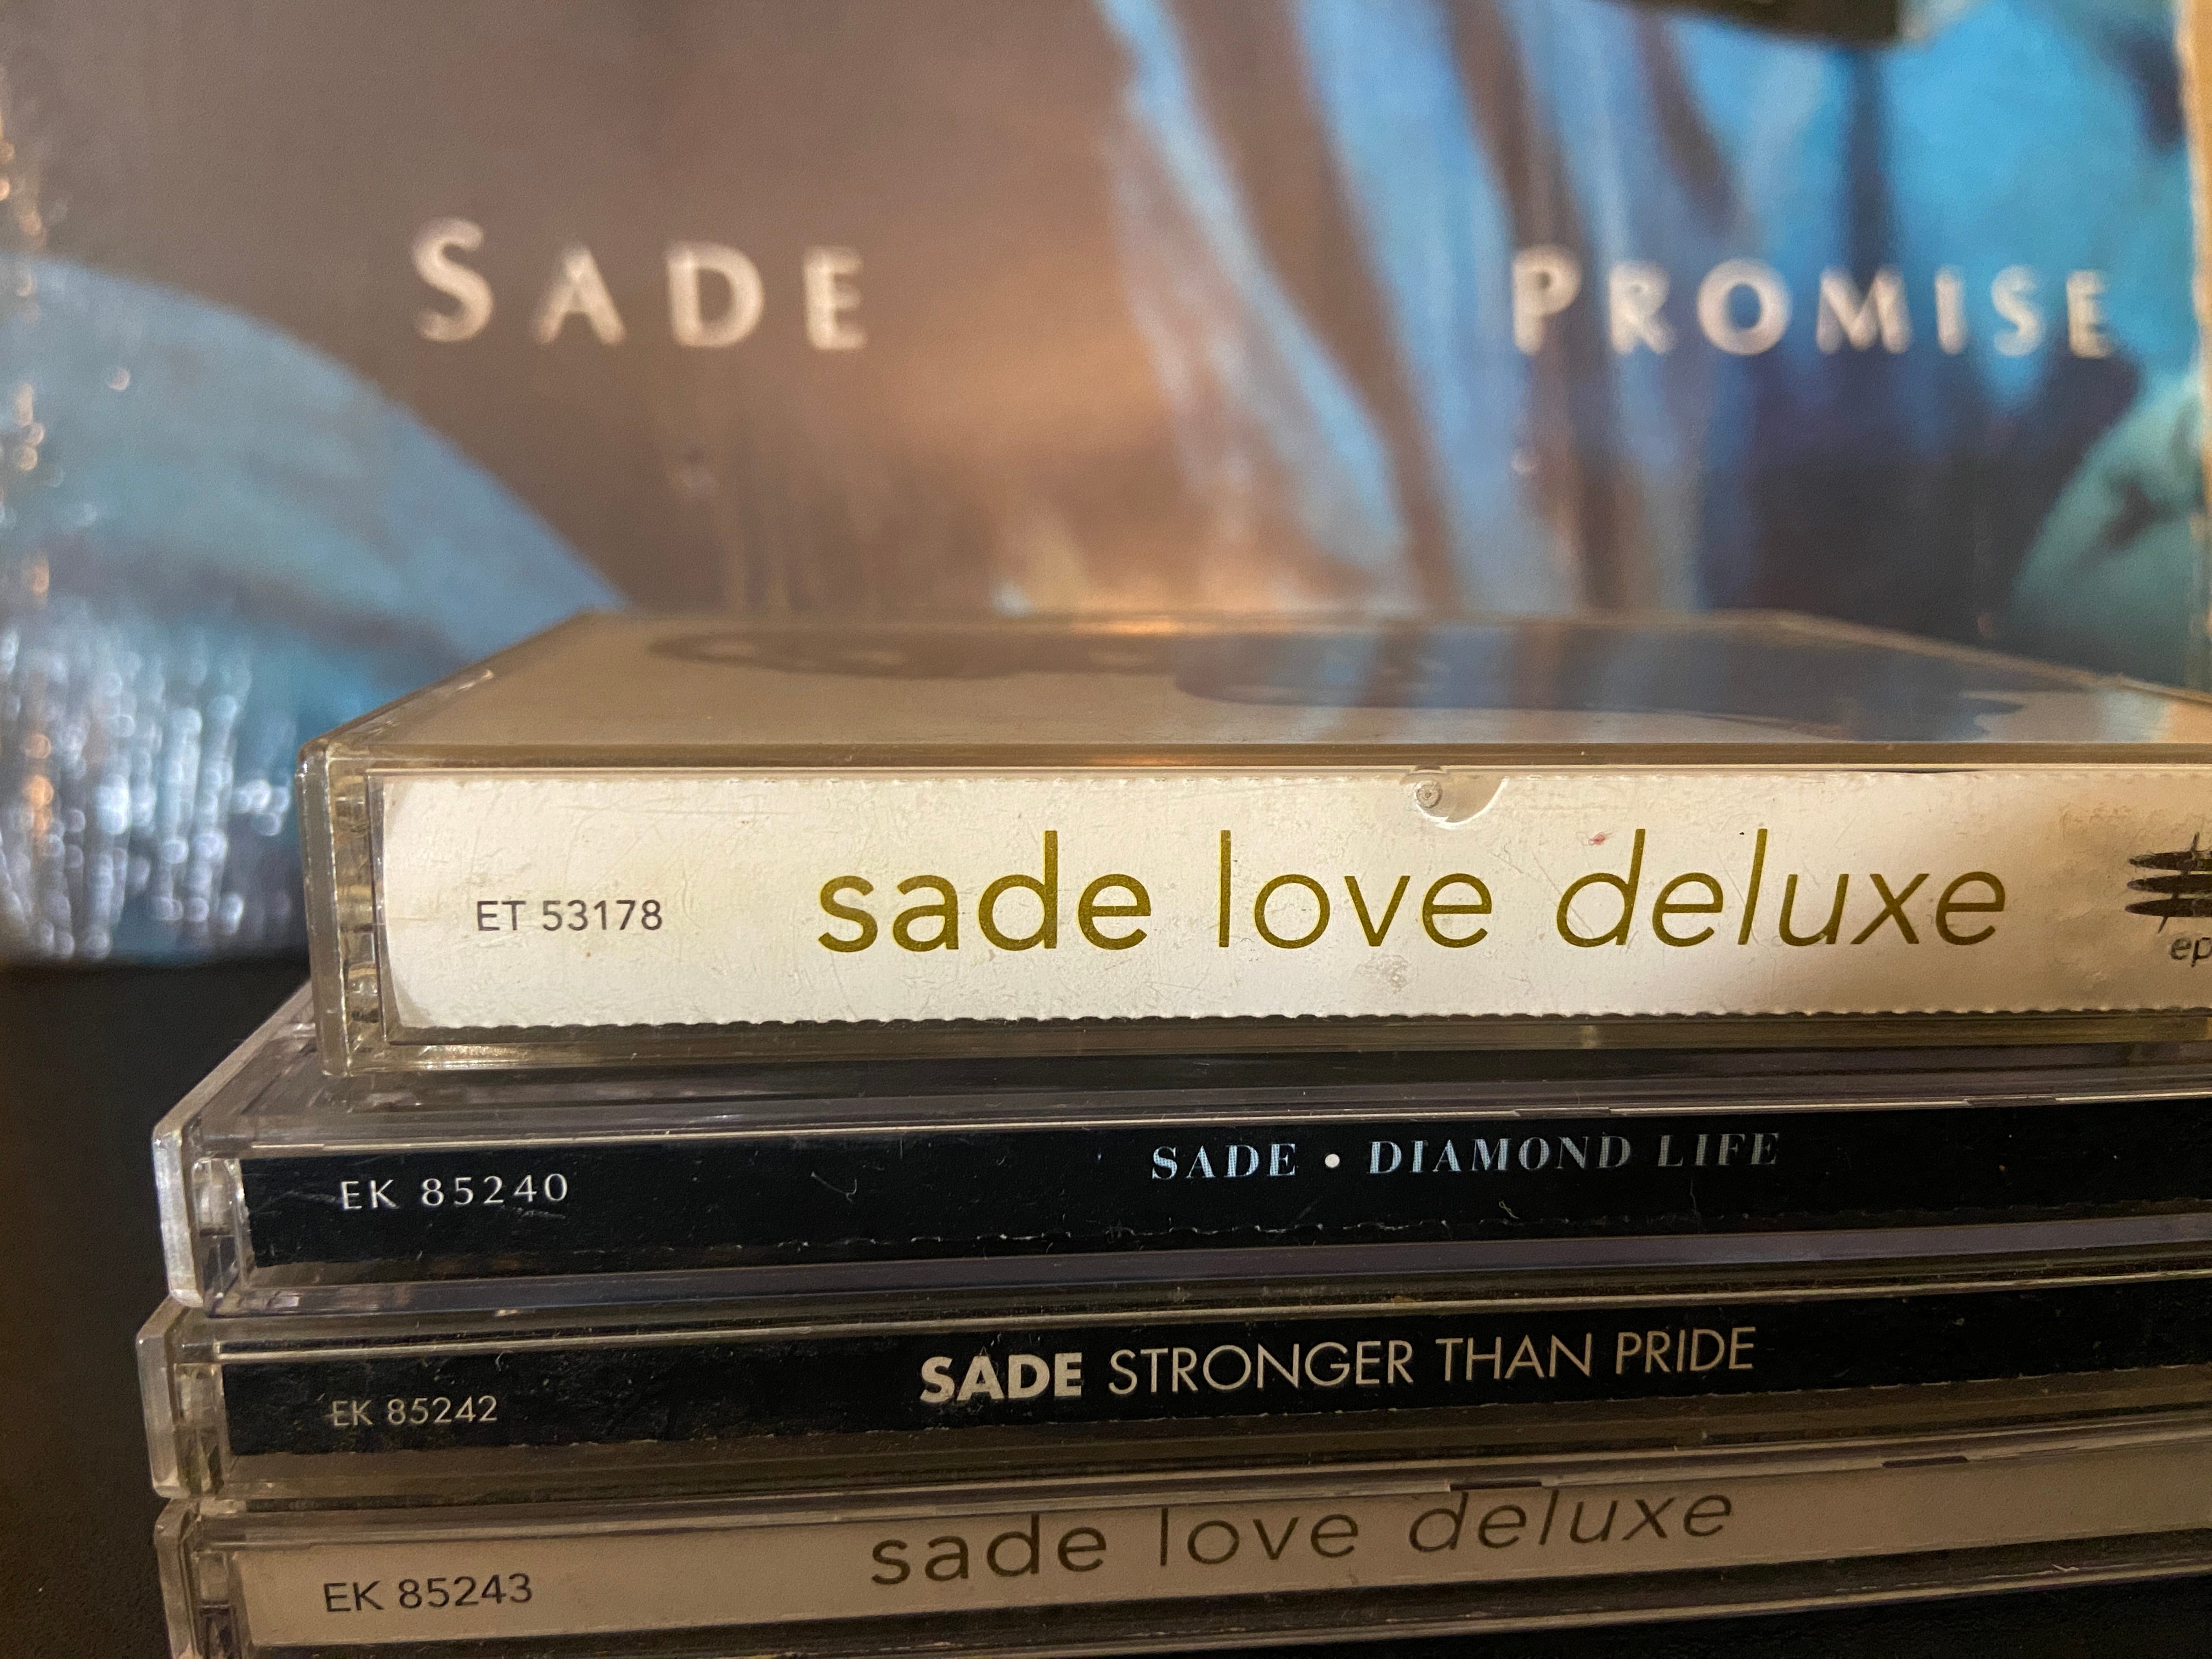 SADE PROMISE
ET 53178 sade love deluxe
EK 85240 SADE • DIAMOND LIFE
EK 85242 SADE STRONGER THAN PRIDE
EK 85243 sade love deluxe